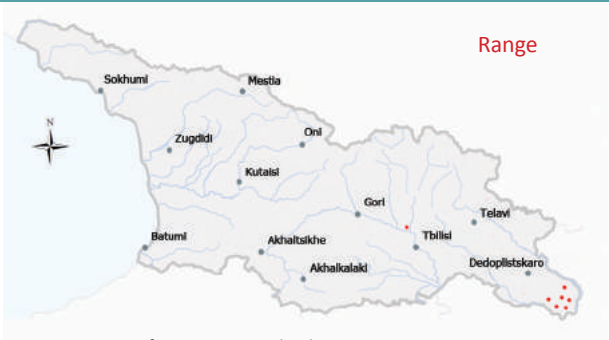 Range
Sokhumi
Mestia
N
Zugdidi
Oni
Kutaisi
Gori
Telavi
Batumi
Tbilisi
Akhaltsikhe
Dedoplistskaro
Akhalkalaki